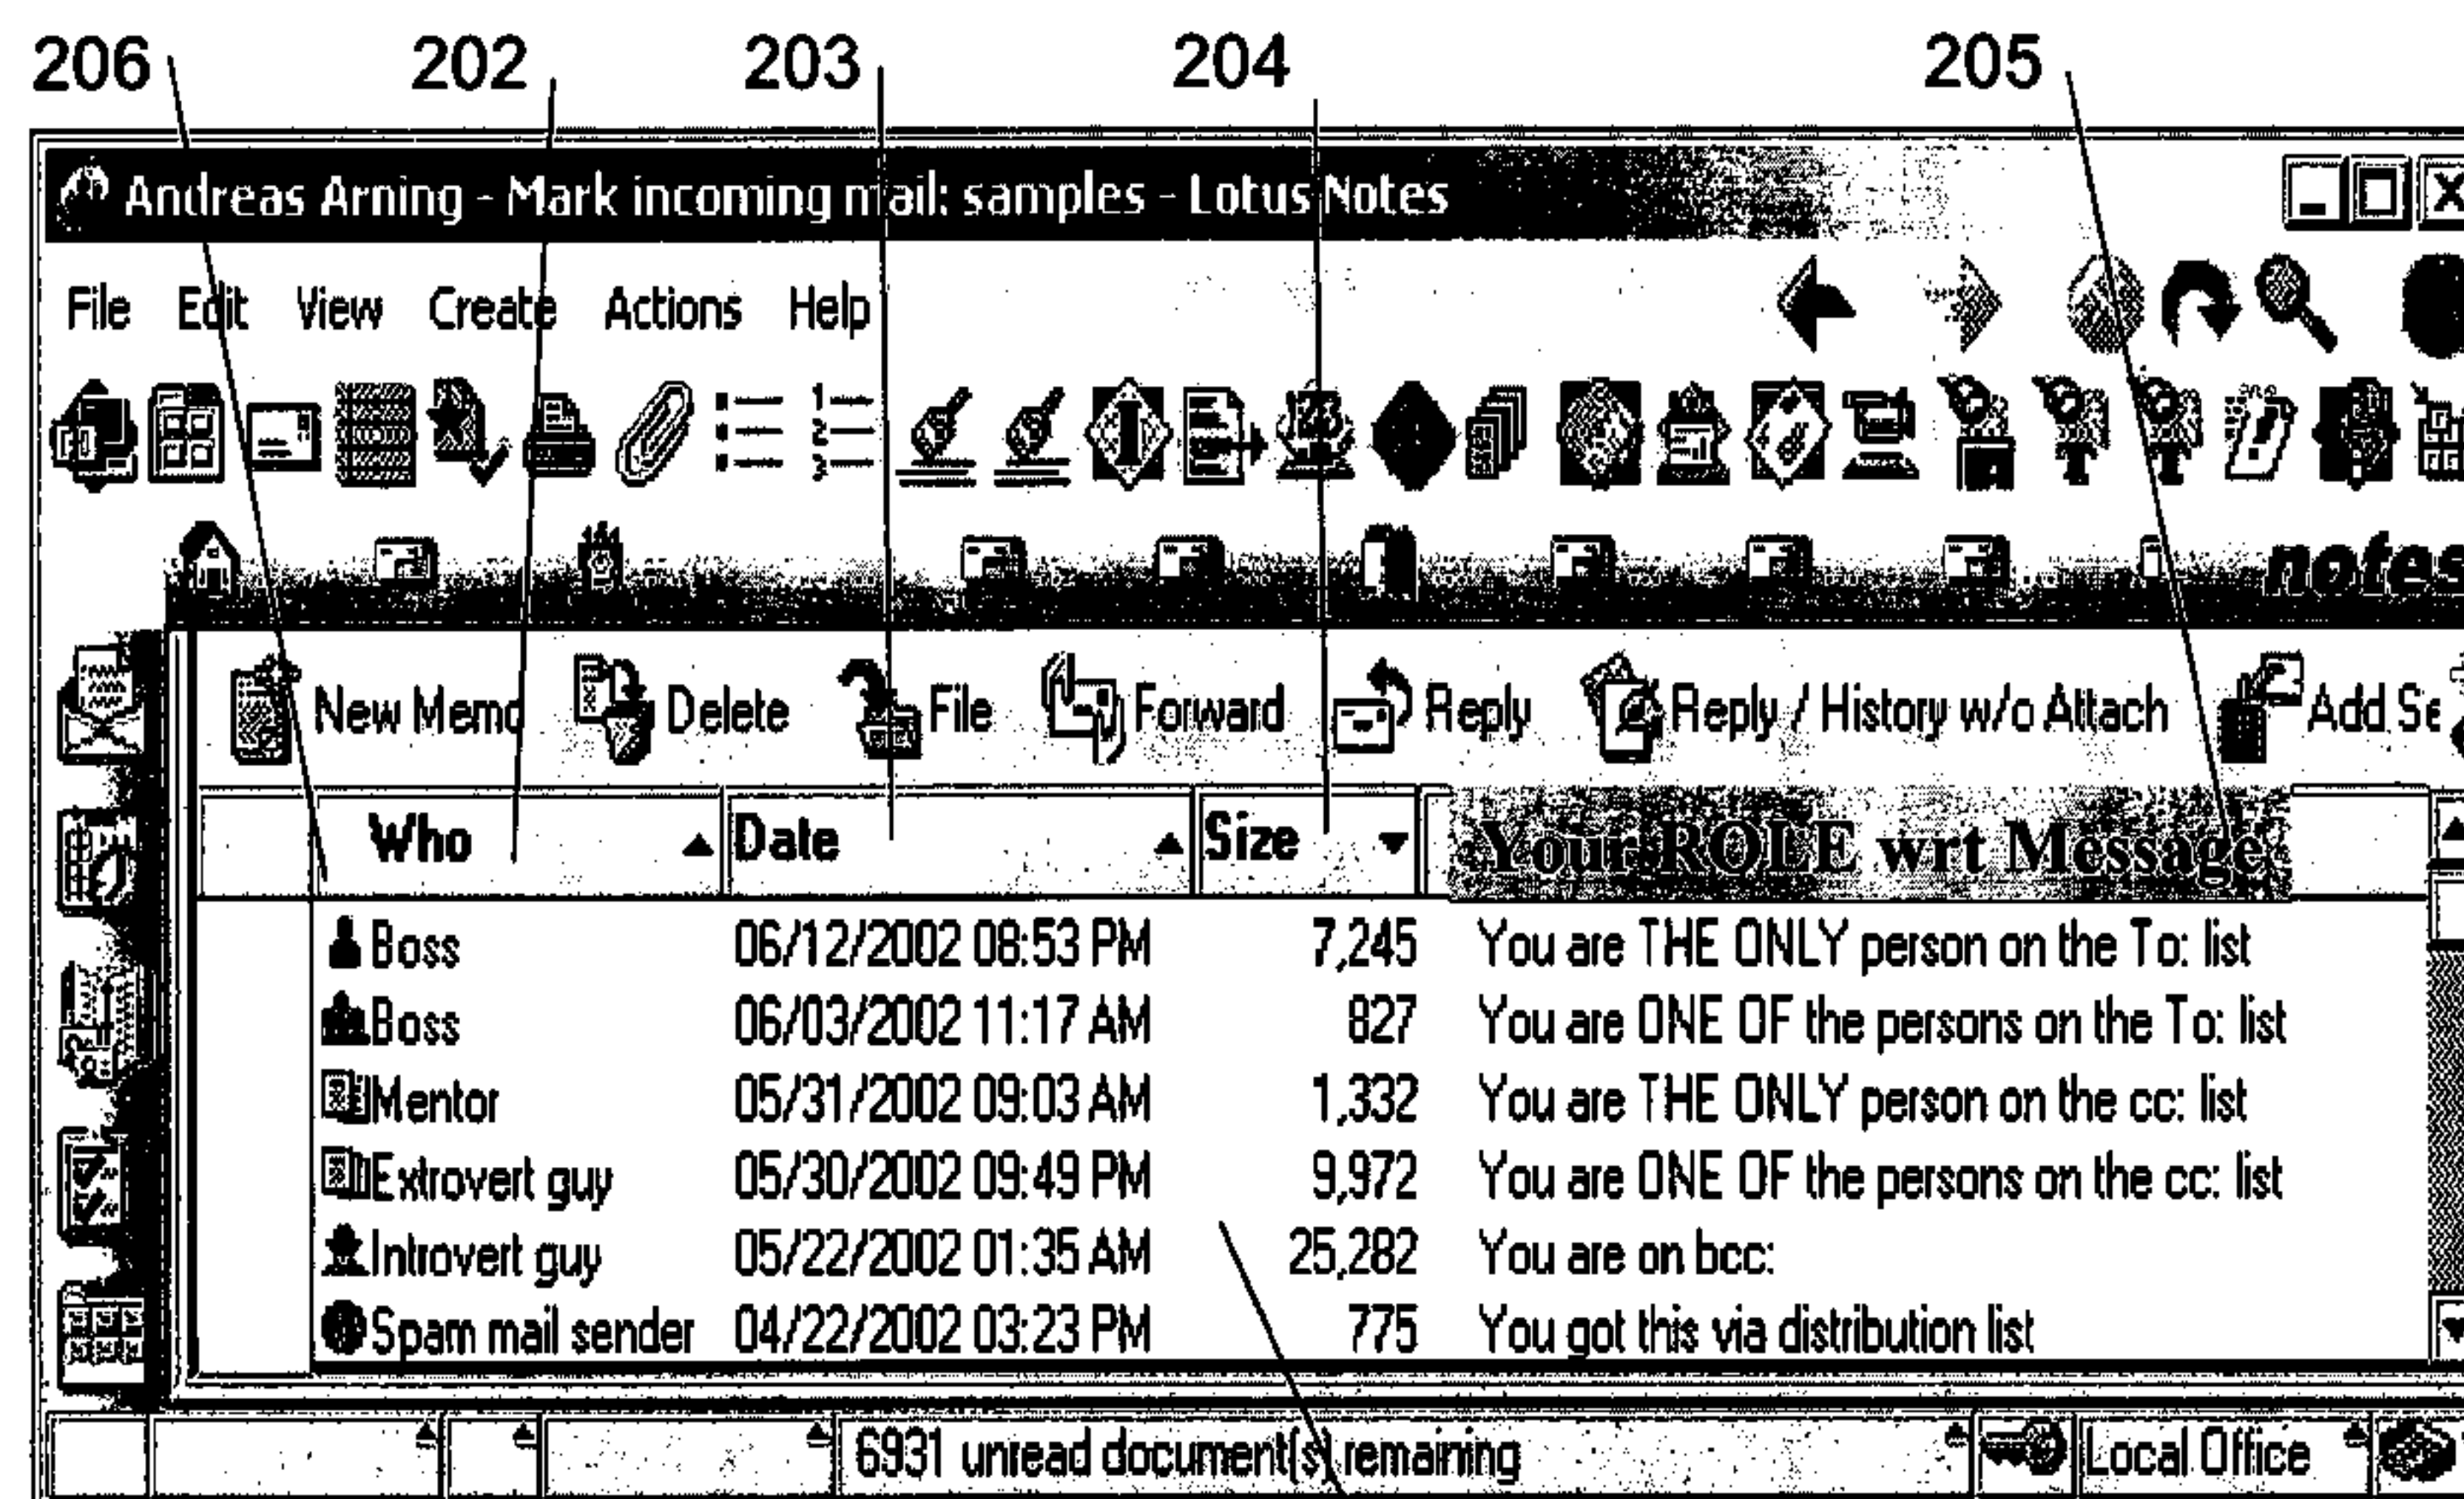 206 202 203 204 205
Andreas Arning - Mark incoming mail: samples - Lotus Notes
File Edit View Create Actions Help
notes
New Memo Delete File Forward Reply Reply / History w/o Attach Add Se
Who Date Size Your ROLE wrt Message
Boss 06/12/2002 08:53 PM 7,245 You are THE ONLY person on the To: list
Boss 06/03/2002 11:17 AM 827 You are ONE OF the persons on the To: list
Mentor 05/31/2002 09:03 AM 1,332 You are THE ONLY person on the cc: list
Extrovert guy 05/30/2002 09:49 PM 9,972 You are ONE OF the persons on the cc: list
Introvert guy 05/22/2002 01:35 AM 25,282 You are on bcc:
Spam mail sender 04/22/2002 03:23 PM 775 You got this via distribution list
6931 unread document(s) remaining Local Office